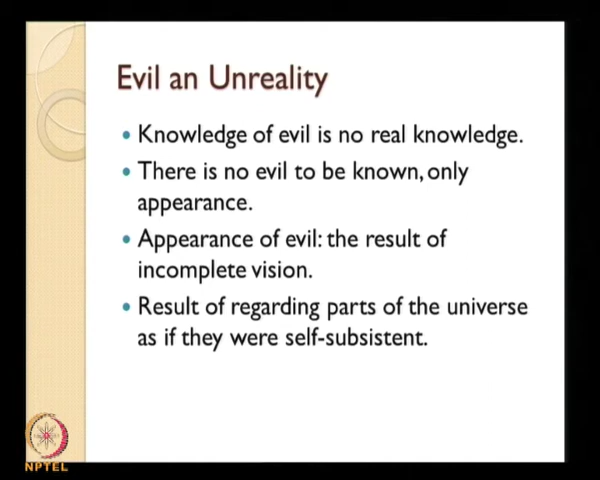 Evil an Unreality
• Knowledge of evil is no real knowledge.
• There is no evil to be known, only
appearance.
• Appearance of evil: the result of
incomplete vision.
• Result of regarding parts of the universe
as if they were self-subsistent.
NPTEL